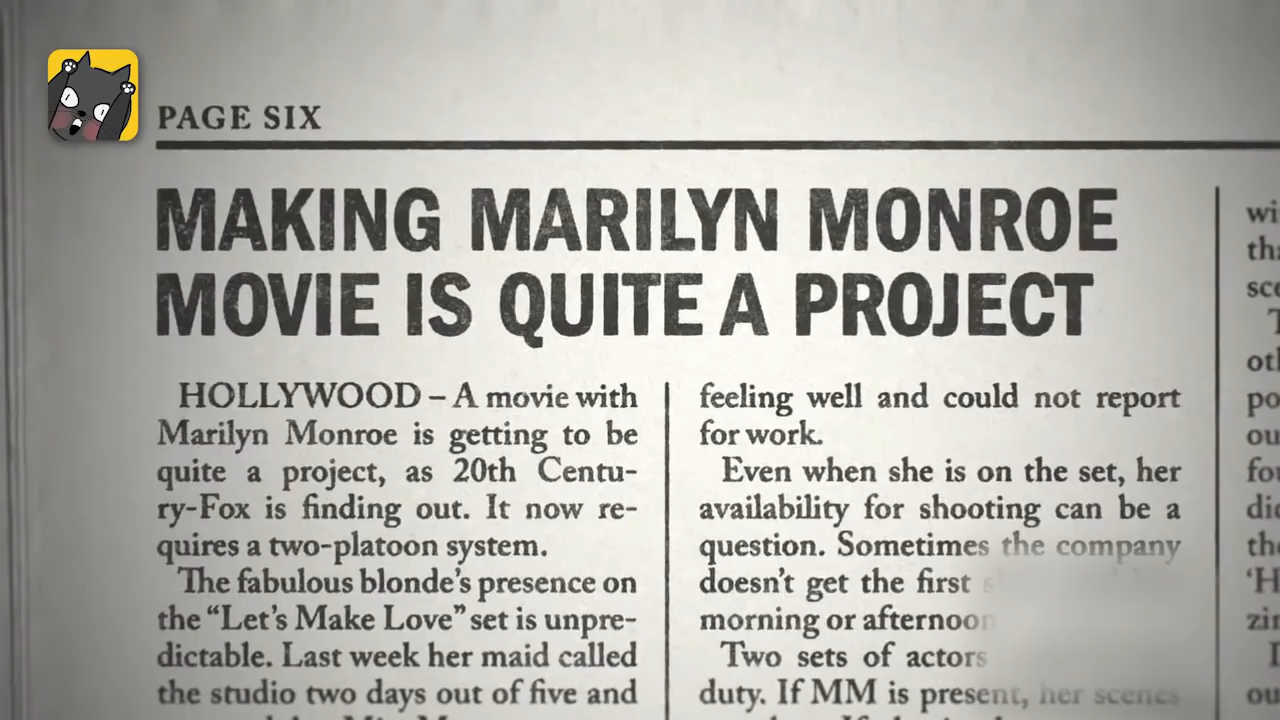 PAGE SIX
MAKING MARILYN MONROE
MOVIE IS QUITE A PROJECT
HOLLYWOOD – A movie with
Marilyn Monroe is getting to be
quite a project, as 20th Centu-
ry-Fox is finding out. It now re-
quires a two-platoon system.
The fabulous blonde's presence on
the “Let's Make Love” set is unpre-
dictable. Last week her maid called
the studio two days out of five and
feeling well and could not report
for work.
Even when she is on the set, her
availability for shooting can be a
question. Sometimes the company
doesn't get the first
morning or afternoon
Two sets of actors
duty. If MM is present, her scenes